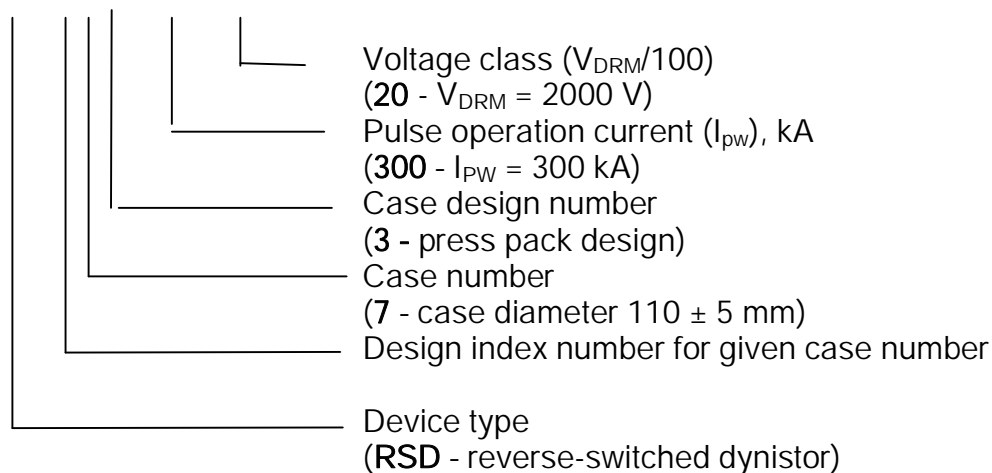 Voltage class (VDRM/100)
(20 - VDRM = 2000 V)
Pulse operation current (Ipw), kA
(300 - IPW = 300 kA)
Case design number
(3 - press pack design)
Case number
(7 - case diameter 110 ± 5 mm)
Design index number for given case number
Device type
(RSD - reverse-switched dynistor)